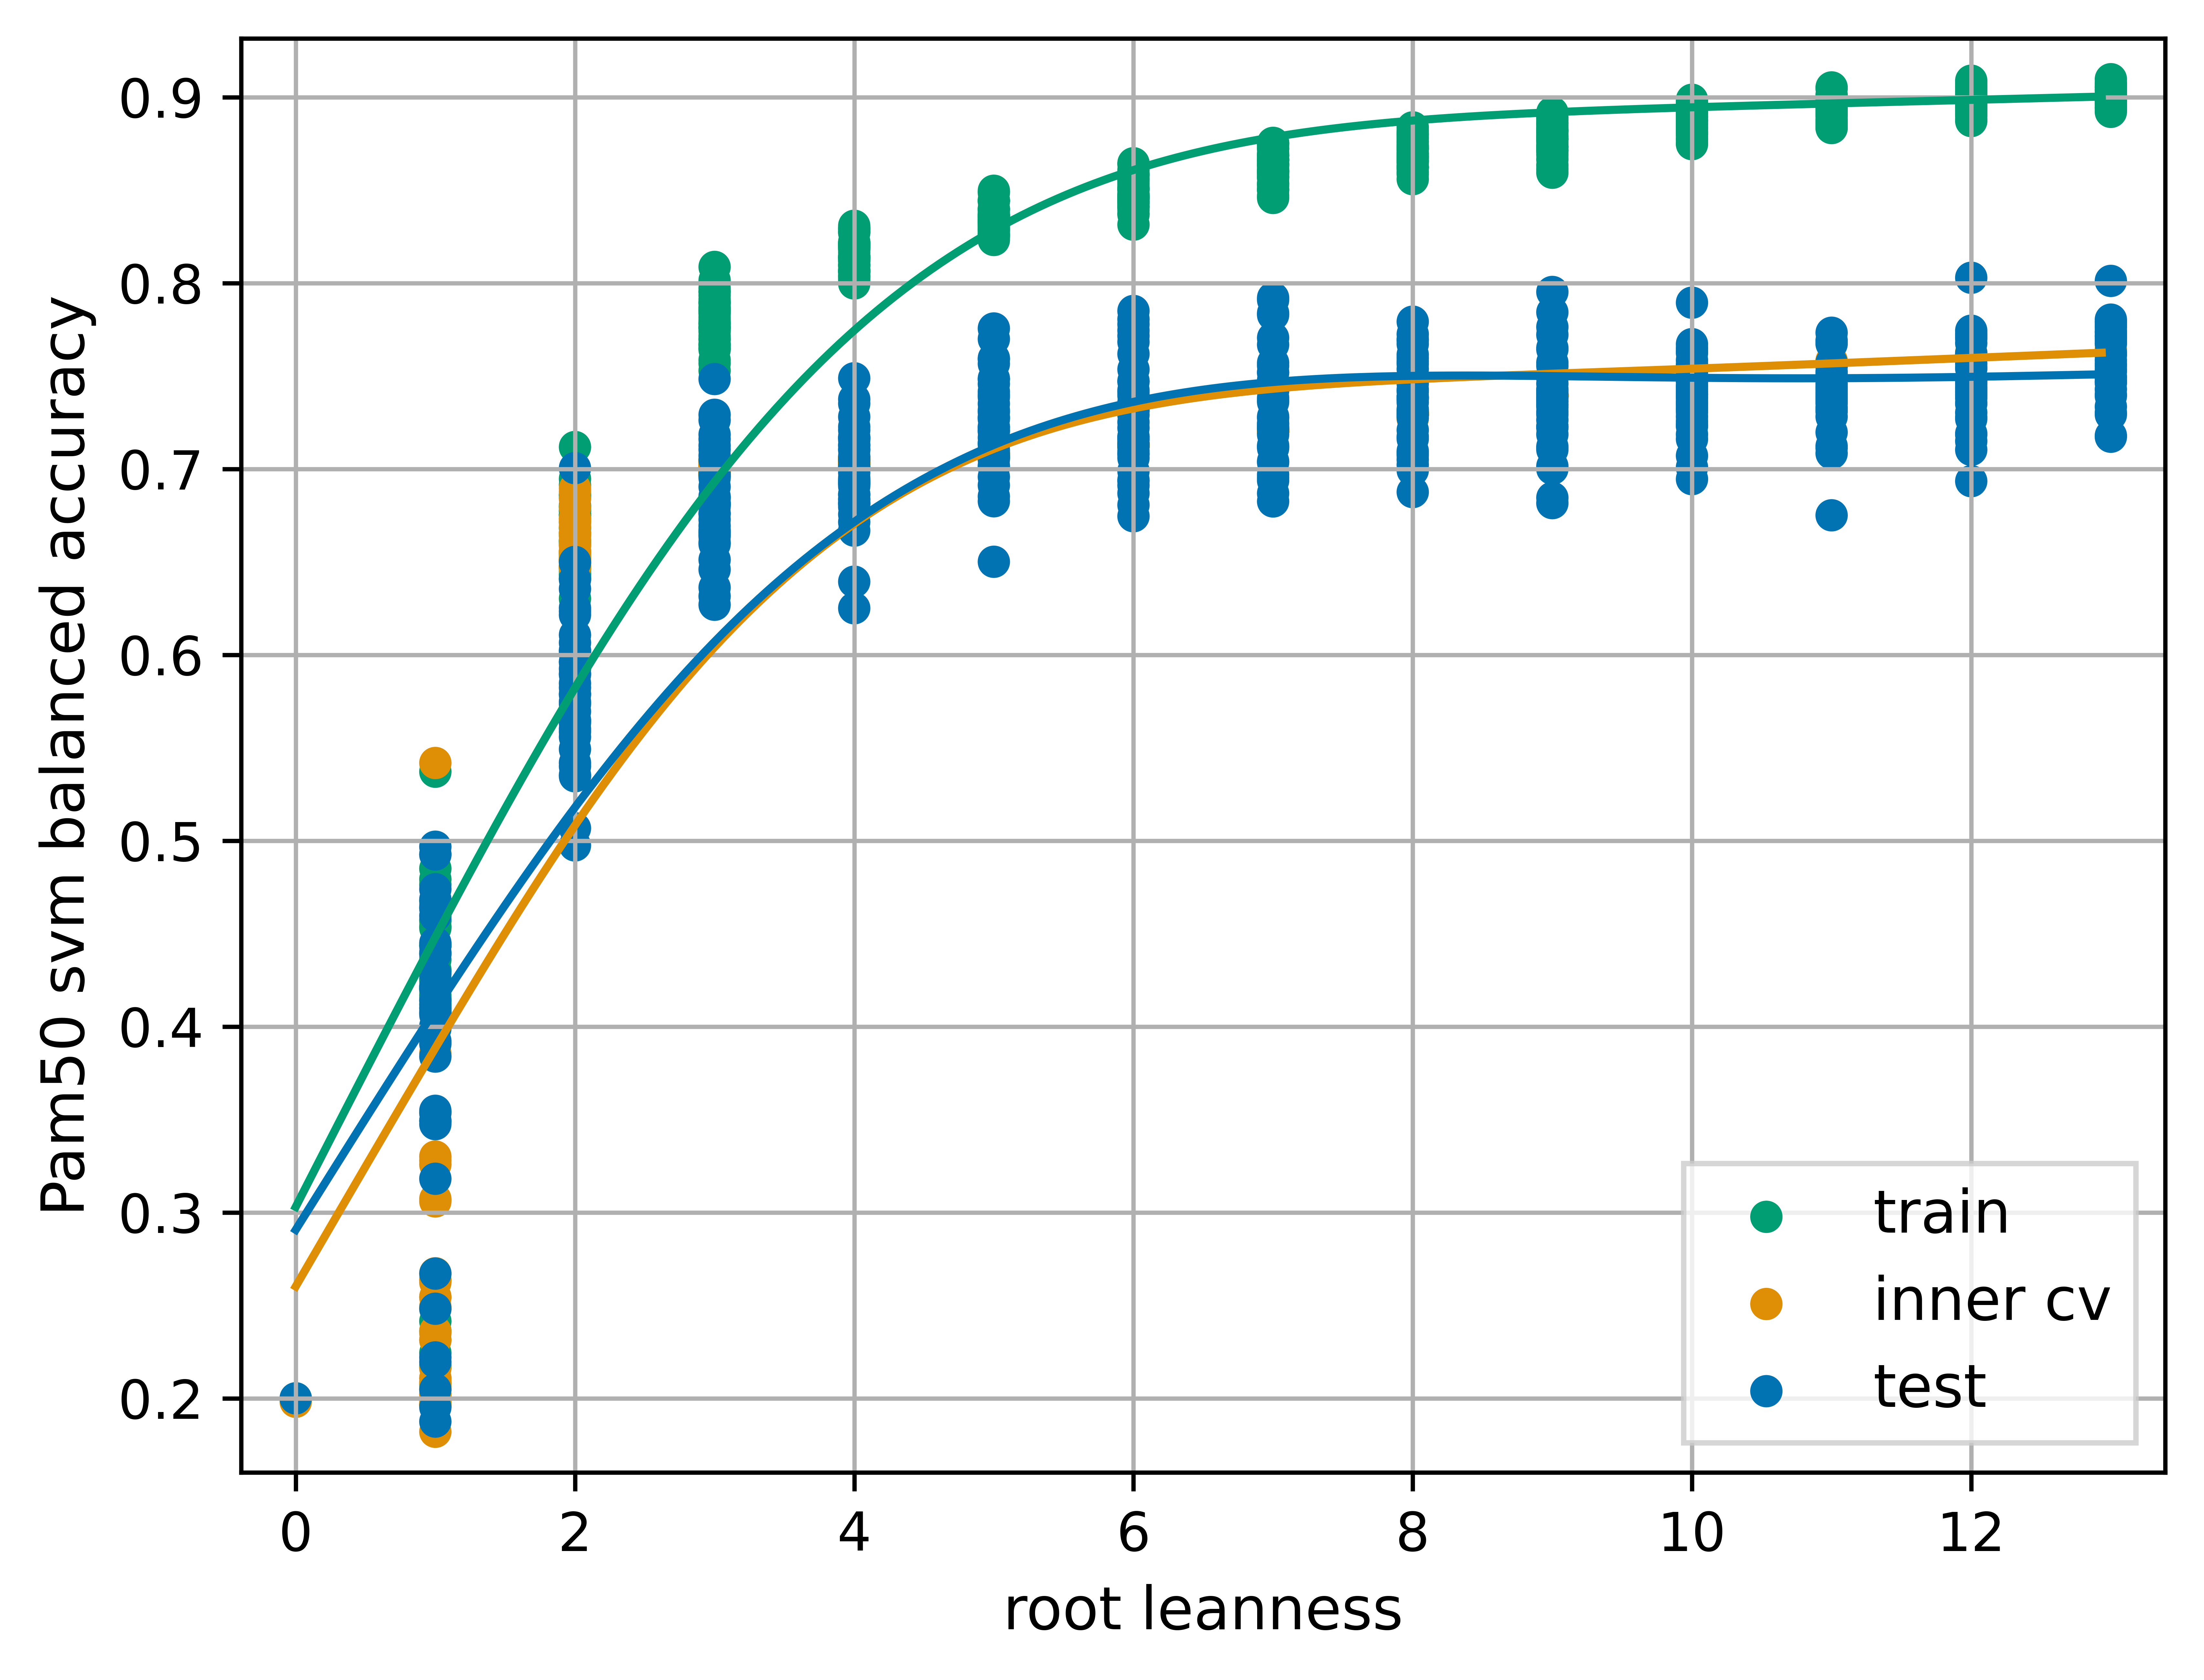 0.9
0.8
0.7
0.6
0.5
0.4
0.3
0.2
Pam50 svm balanced accuracy
train
inner cv
test
0 2 4 6 8 10 12
root leanness